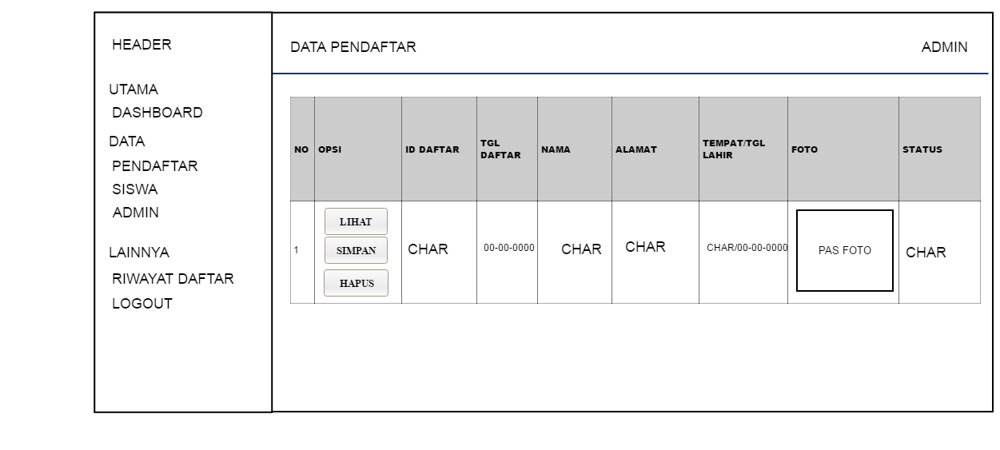 HEADER
UTAMA
DASHBOARD
DATA
PENDAFTAR
SISWA
ADMIN
LAINNYA
RIWAYAT DAFTAR
LOGOUT
DATA PENDAFTAR
ADMIN
NO
OPSI
ID DAFTAR
TGL
DAFTAR
NAMA
ALAMAT
TEMPAT/TGL
LAHIR
FOTO
STATUS
1
LIHAT
SIMPAN
HAPUS
CHAR
00-00-0000
CHAR
CHAR
CHAR/00-00-0000
PAS FOTO
CHAR